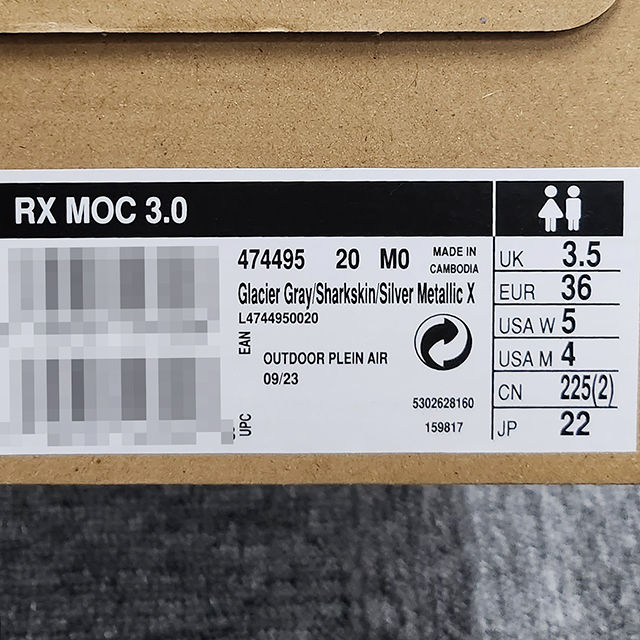 RX MOC 3.0
474495 20 M0
MADE IN
CAMBODIA
Glacier Gray/Sharkskin/Silver Metallic X
L4744950020
EAN
OUTDOOR PLEIN AIR
09/23
5302628160
159817
UPC
UK 3.5
EUR 36
USA W 5
USA M 4
CN 225(2)
JP 22